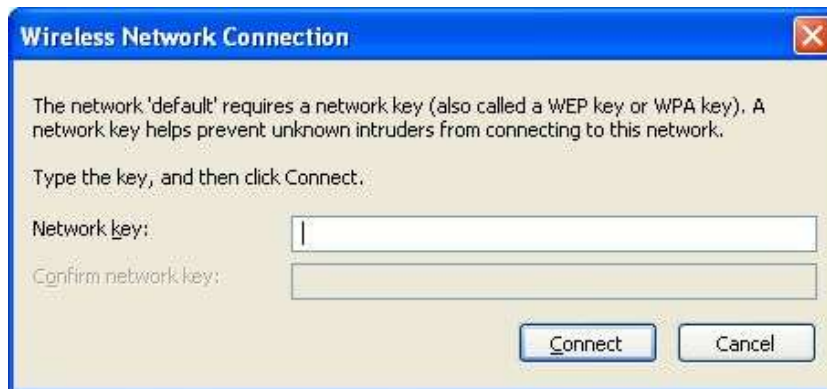 Wireless Network Connection
The network 'default' requires a network key (also called a WEP key or WPA key). A
network key helps prevent unknown intruders from connecting to this network.
Type the key, and then click Connect.
Network key:
Confirm network key:
Connect Cancel